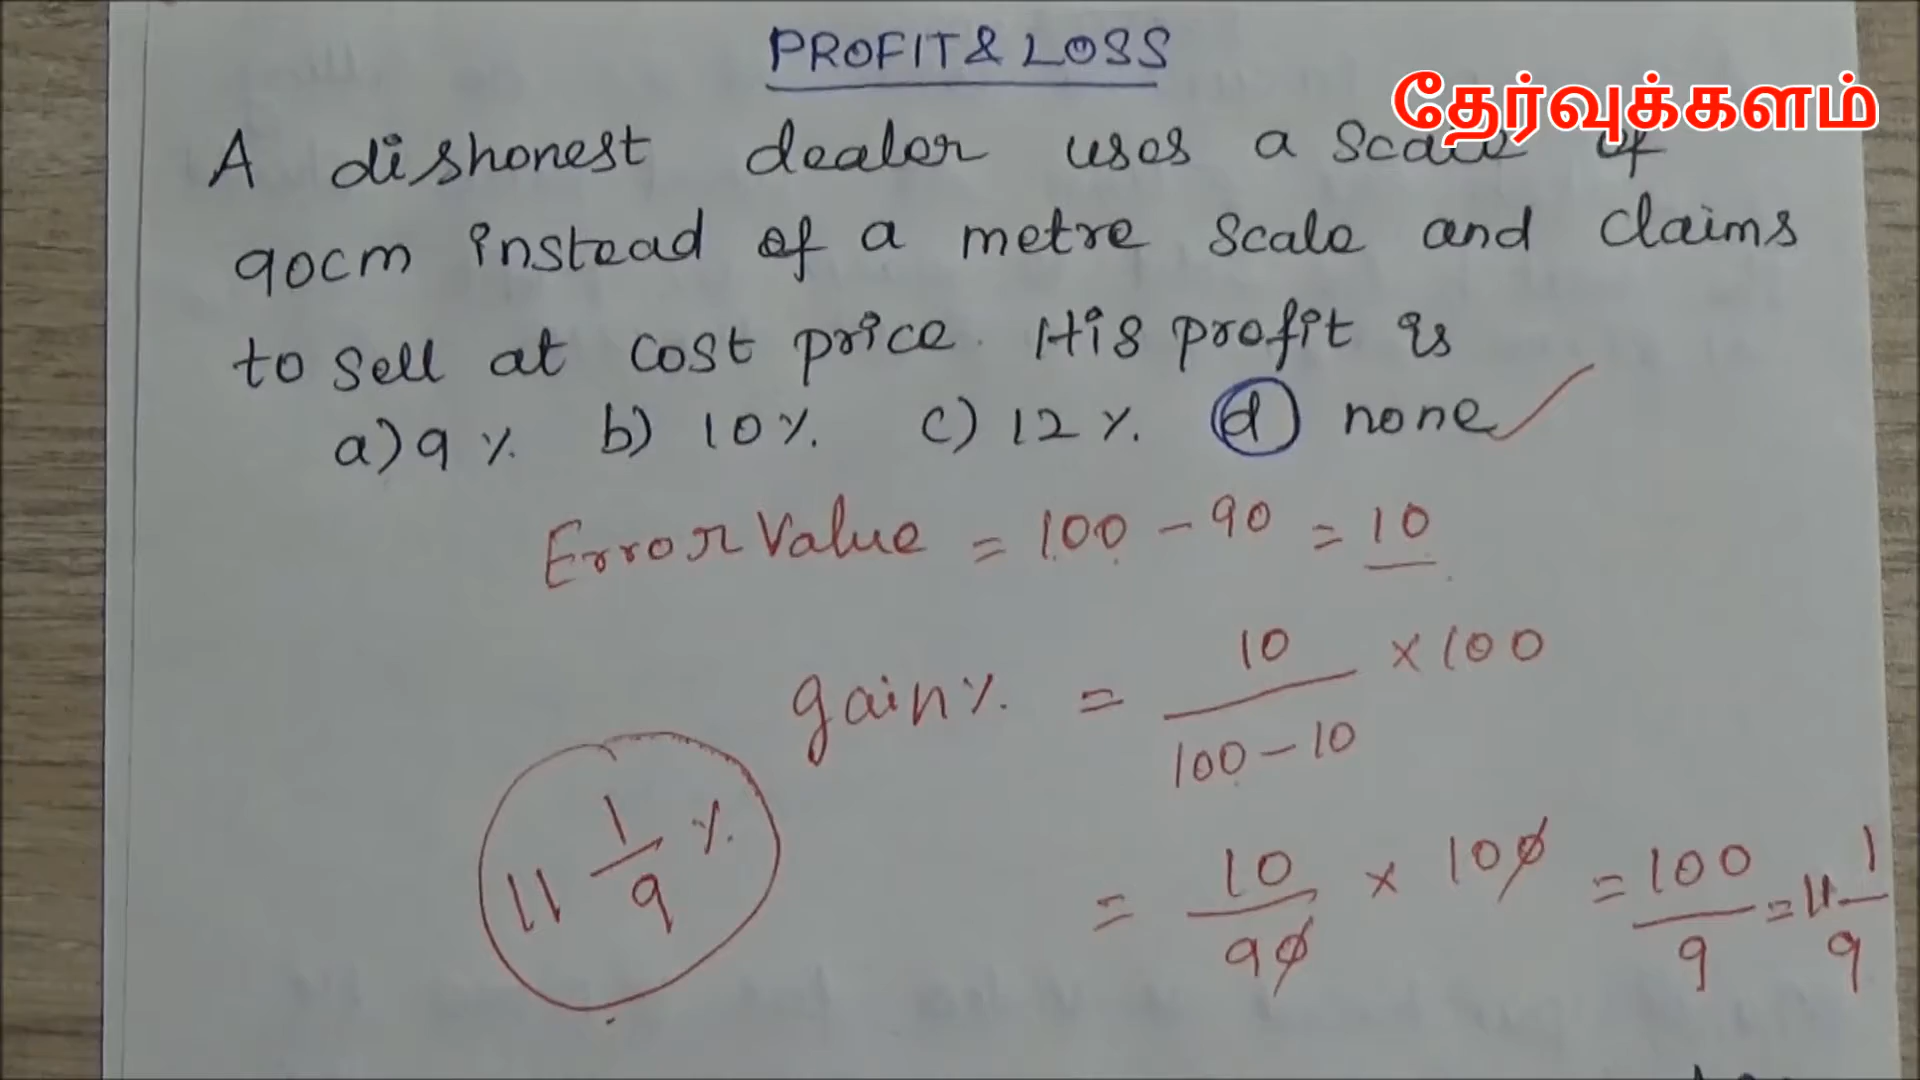 PROFIT & LOSS
தேர்வுக்களம்
A dishonest dealer uses a scale of
90cm instead of a metre scale and claims
to sell at cost price. His profit is
a) 9 % b) 10 %. c) 12 %. d) none
Error Value = 100 - 90 = 10
gain %. = 10/(100-10) × 100
= 10/90 × 100 = 100/9 = 11 1/9
11 1/9 %.